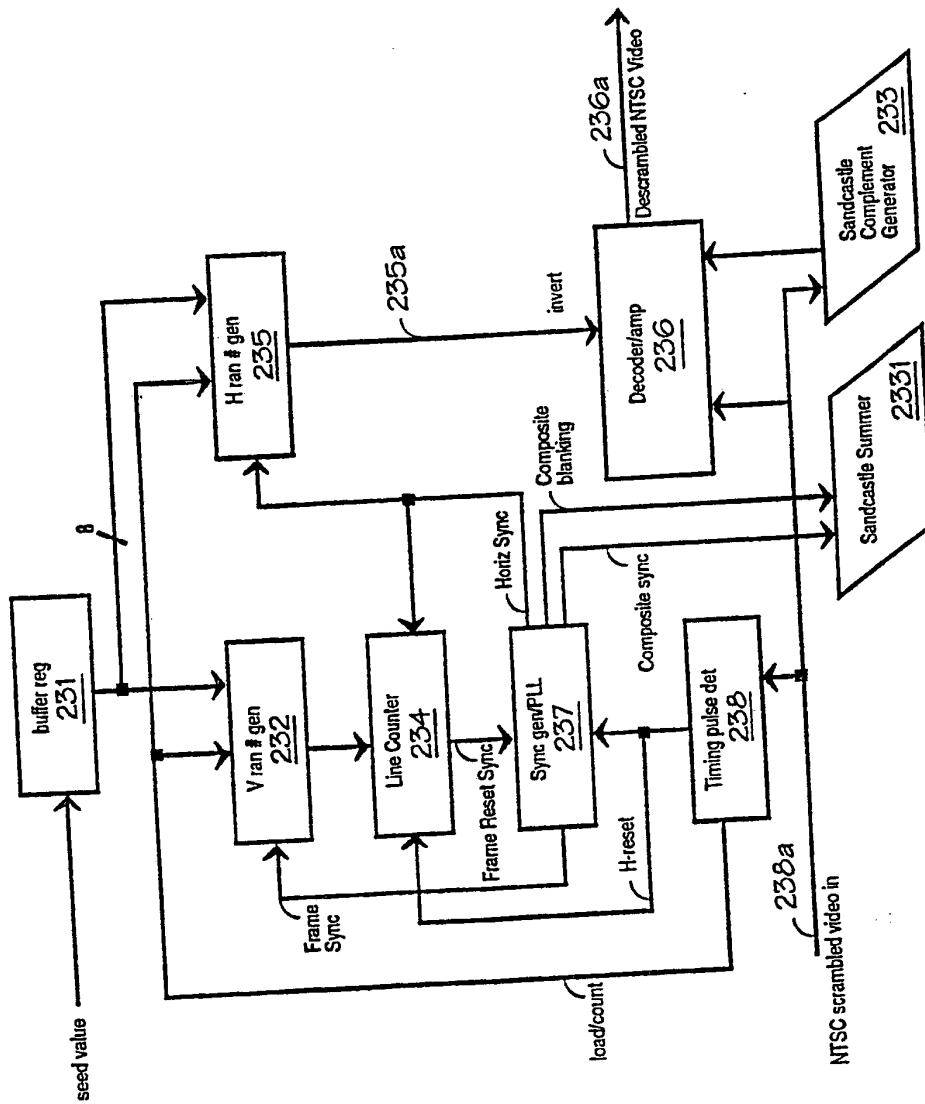 seed value
buffer reg
231
8
V ran # gen
232
H ran # gen
235
235a
invert
Frame
Sync
Line Counter
234
Horiz Sync
Frame Reset Sync
Sync gen/PLL
237
Composite
blanking
Composite sync
H-reset
Timing pulse det
238
load/count
Decoder/amp
236
236a
Descrambled NTSC Video
238a
NTSC scrambled video in
Sandcastle Summer
2331
Sandcastle
Complement
Generator
233